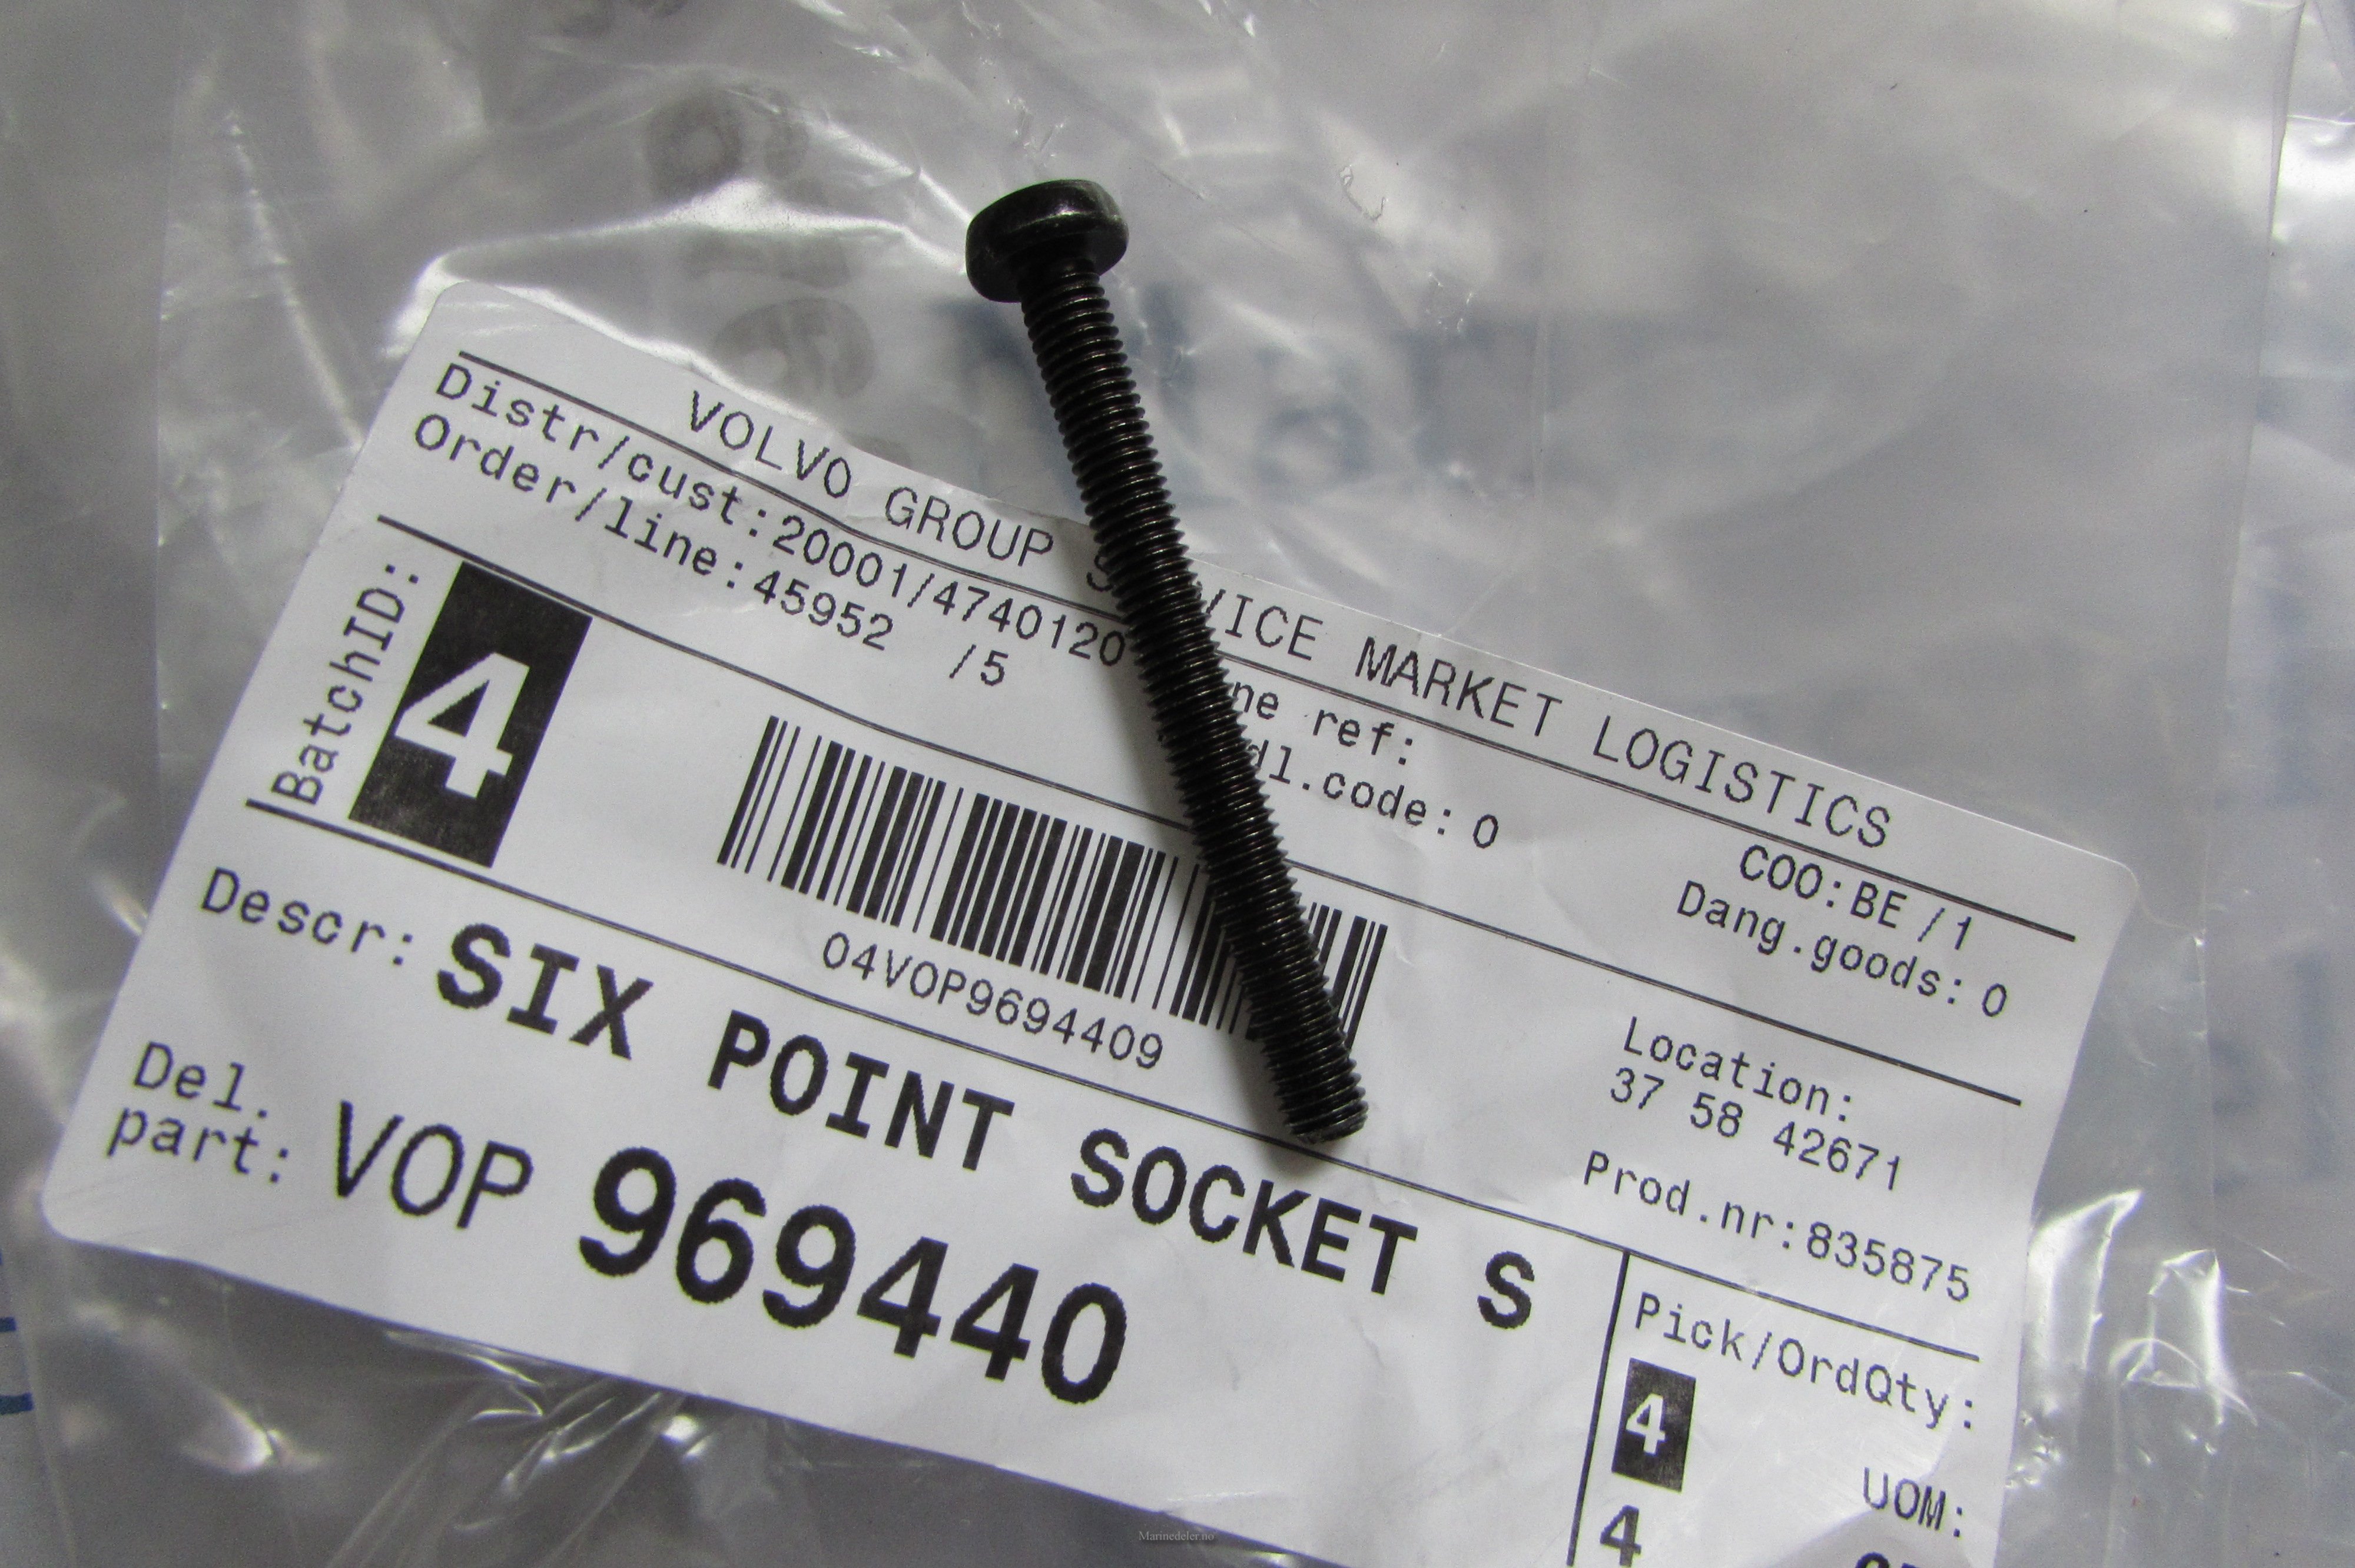 VOLVO GROUP S VICE MARKET LOGISTICS
Distr/cust:20001/4740120
Order/line:45952 /5
ne ref:
dl.code: 0
COO:BE /1
Dang.goods: 0
BatchID:
4
04VOP9694409
Location:
37 58 42671
Prod.nr:835875
Descr: SIX POINT SOCKET S
Del.
part: VOP 969440
Pick/OrdQty:
4
4
UOM:
Marinedeler.no